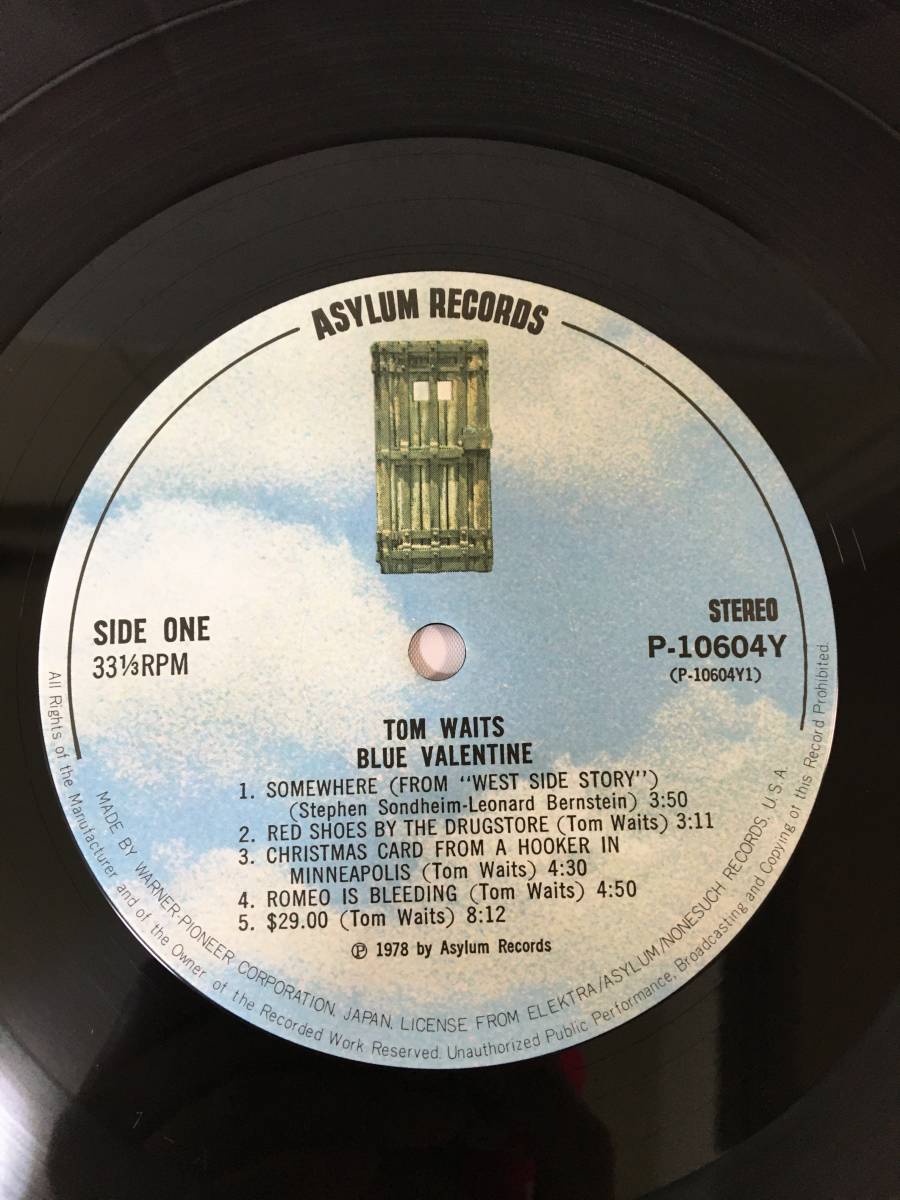 ASYLUM RECORDS
SIDE ONE
33⅓RPM
STEREO
P-10604Y
(P-10604Y1)
TOM WAITS
BLUE VALENTINE
1. SOMEWHERE (FROM "WEST SIDE STORY")
(Stephen Sondheim-Leonard Bernstein) 3:50
2. RED SHOES BY THE DRUGSTORE (Tom Waits) 3:11
3. CHRISTMAS CARD FROM A HOOKER IN
MINNEAPOLIS (Tom Waits) 4:30
4. ROMEO IS BLEEDING (Tom Waits) 4:50
5. $29.00 (Tom Waits) 8:12
℗ 1978 by Asylum Records
MADE BY WARNER-PIONEER CORPORATION, JAPAN. LICENSE FROM ELEKTRA/ASYLUM/NONESUCH RECORDS, U.S.A
All Rights of the Manufacturer and of the Owner of the Recorded Work Reserved. Unauthorized Public Performance, Broadcasting and Copying of this Record Prohibited.